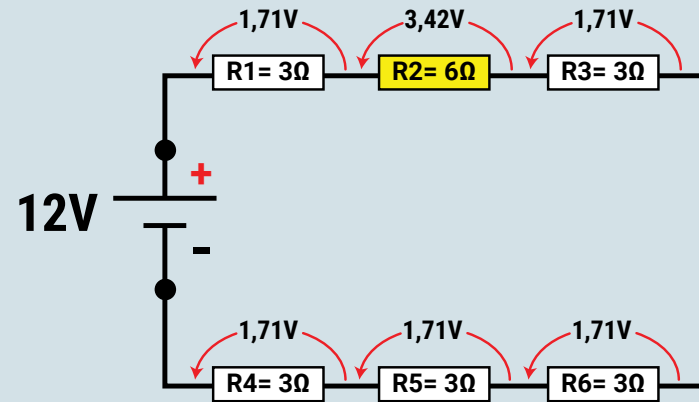 1,71V
3,42V
1,71V
R1= 3Ω
R2= 6Ω
R3= 3Ω
+
12V
-
1,71V
1,71V
1,71V
R4= 3Ω
R5= 3Ω
R6= 3Ω